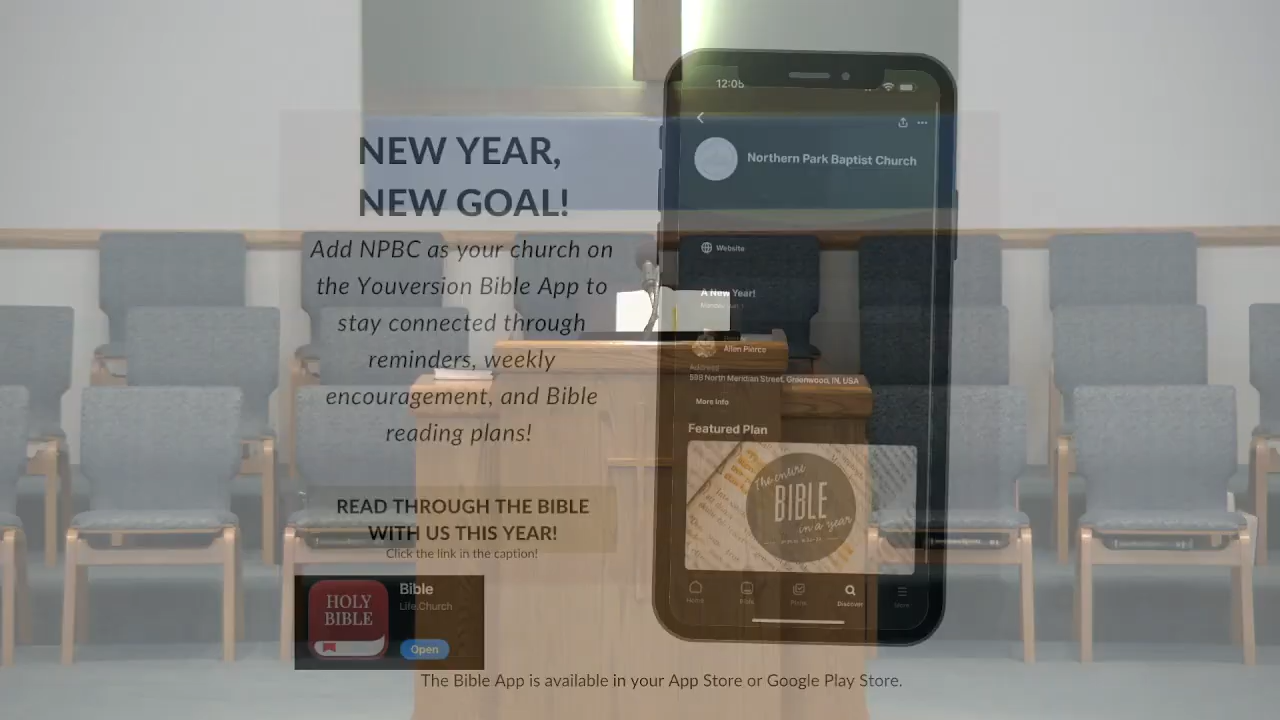 NEW YEAR,
NEW GOAL!
Add NPBC as your church on
the Youversion Bible App to
stay connected through
reminders, weekly
encouragement, and Bible
reading plans!
READ THROUGH THE BIBLE
WITH US THIS YEAR!
Click the link in the caption!
HOLY
BIBLE
Bible
Life.Church
Open
12:05
Northern Park Baptist Church
Website
A New Year!
Allen Pierce
Address
More Info
Featured Plan
The entire
BIBLE
in a year
Home
Bible
Plans
Discover
More
The Bible App is available in your App Store or Google Play Store.